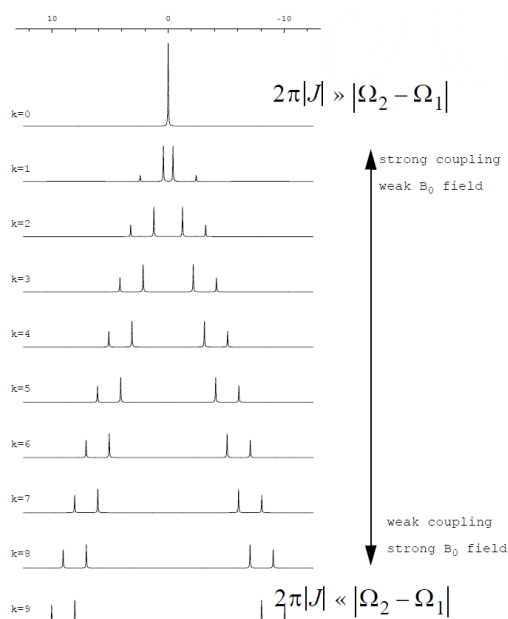 10 0 -10
2π|J| » |Ω₂ − Ω₁|
k=0
k=1
strong coupling
weak B₀ field
k=2
k=3
k=4
k=5
k=6
k=7
weak coupling
k=8
strong B₀ field
2π|J| « |Ω₂ − Ω₁|
k=9